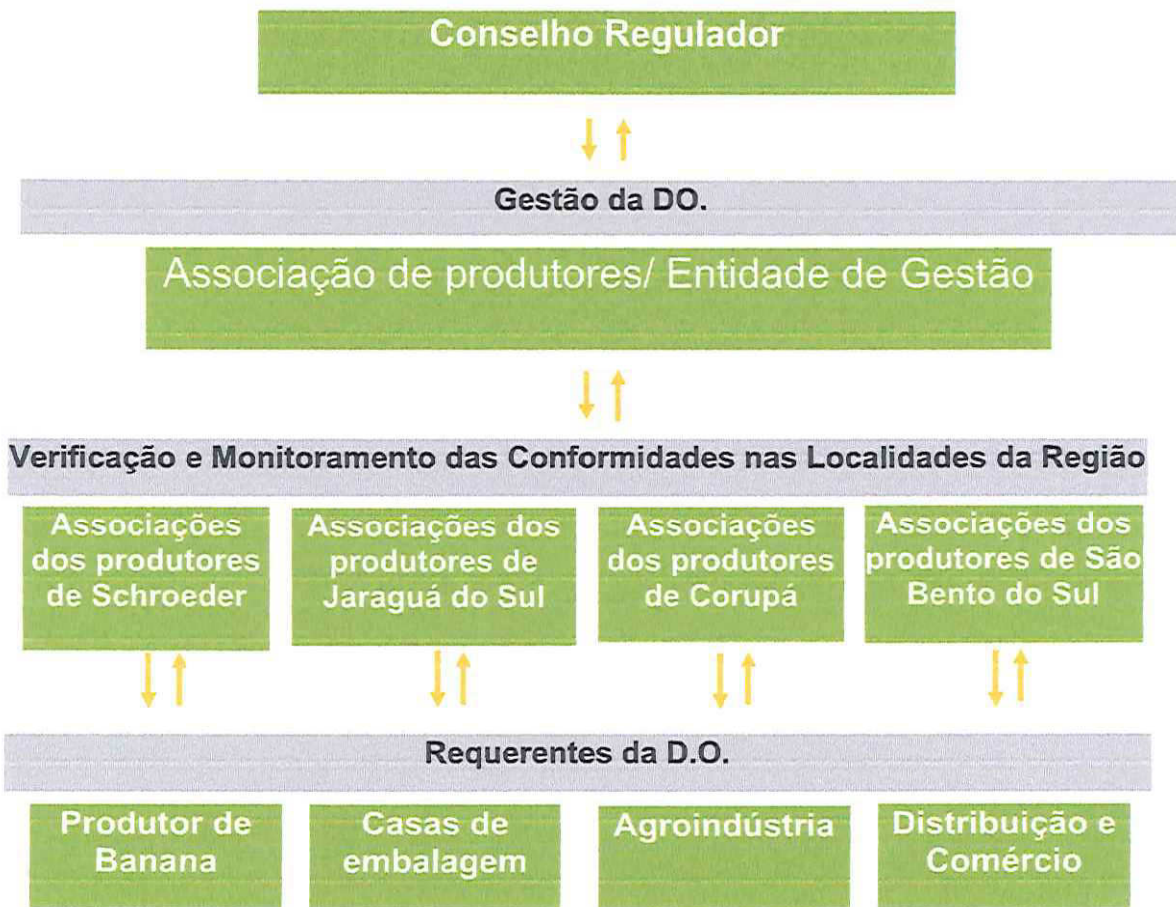 Conselho Regulador
Gestão da DO.
Associação de produtores/ Entidade de Gestão
Verificação e Monitoramento das Conformidades nas Localidades da Região
Associações
dos produtores
de Schroeder
Associações dos
produtores de
Jaraguá do Sul
Associações
dos produtores
de Corupá
Associações dos
produtores de São
Bento do Sul
Requerentes da D.O.
Produtor de
Banana
Casas de
embalagem
Agroindústria
Distribuição e
Comércio